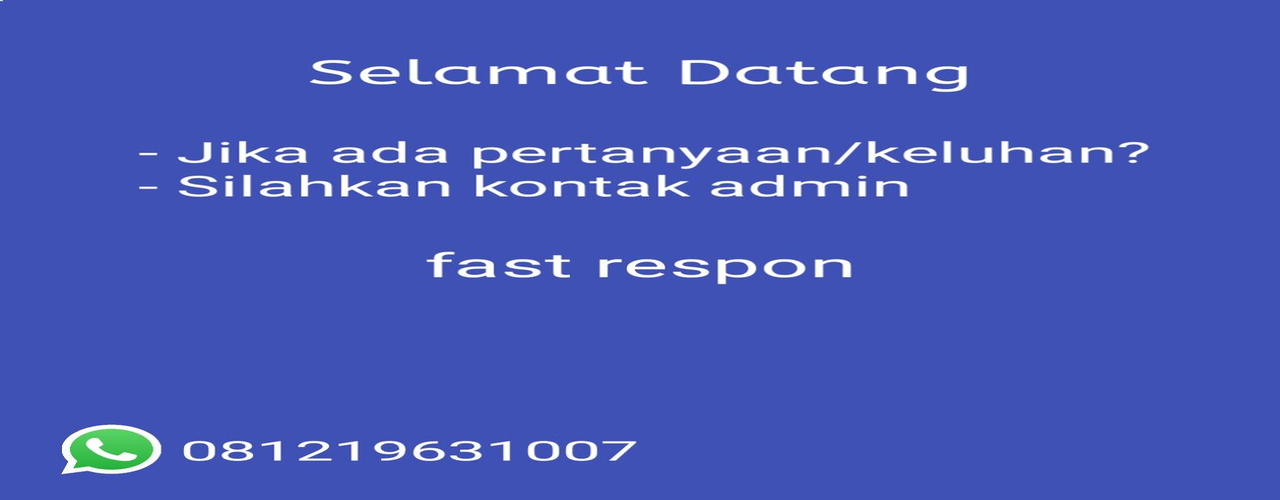 Selamat Datang
- Jika ada pertanyaan/keluhan?
- Silahkan kontak admin
fast respon
081219631007